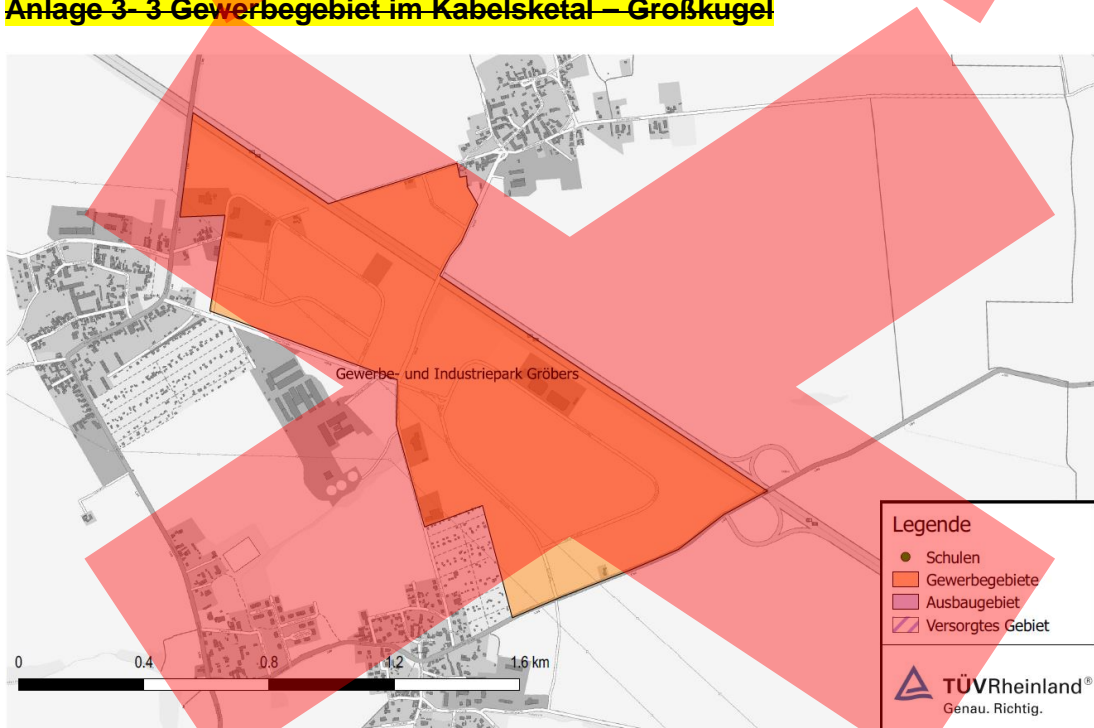 Anlage 3- 3 Gewerbegebiet im Kabelsketal – Großkugel
Gewerbe- und Industriepark Gröbers
Legende
Schulen
Gewerbegebiete
Ausbaugebiet
Versorgtes Gebiet
0 0.4 0.8 1.2 1.6 km
TÜVRheinland®
Genau. Richtig.